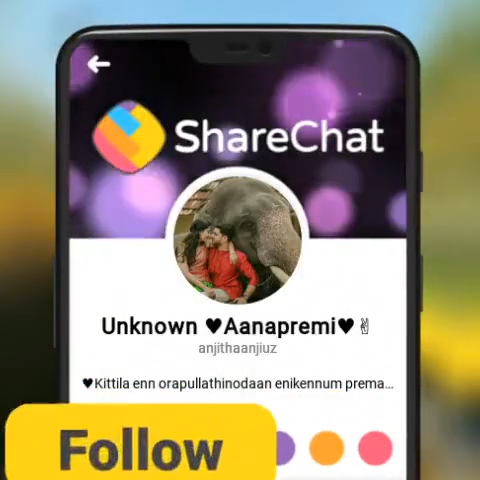 ShareChat
Unknown ♥Aanapremi♥ ✌
anjithaanjiuz
♥Kittila enn orapullathinodaan enikennum prema...
Follow